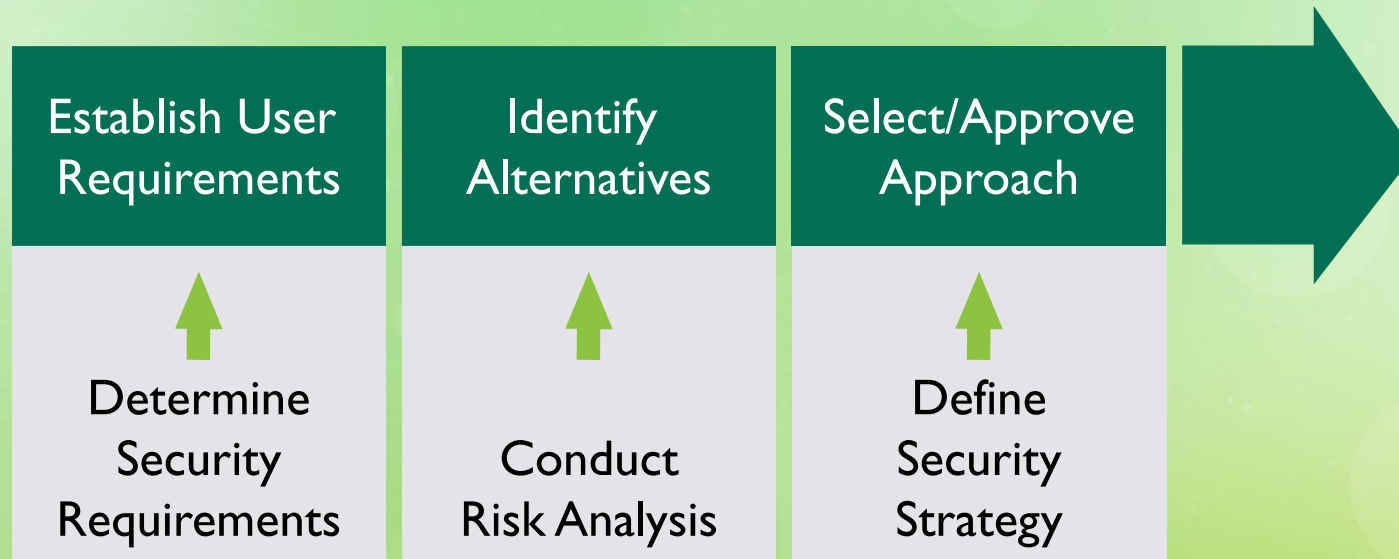 Establish User
Requirements
Identify
Alternatives
Select/Approve
Approach
Determine
Security
Requirements
Conduct
Risk Analysis
Define
Security
Strategy